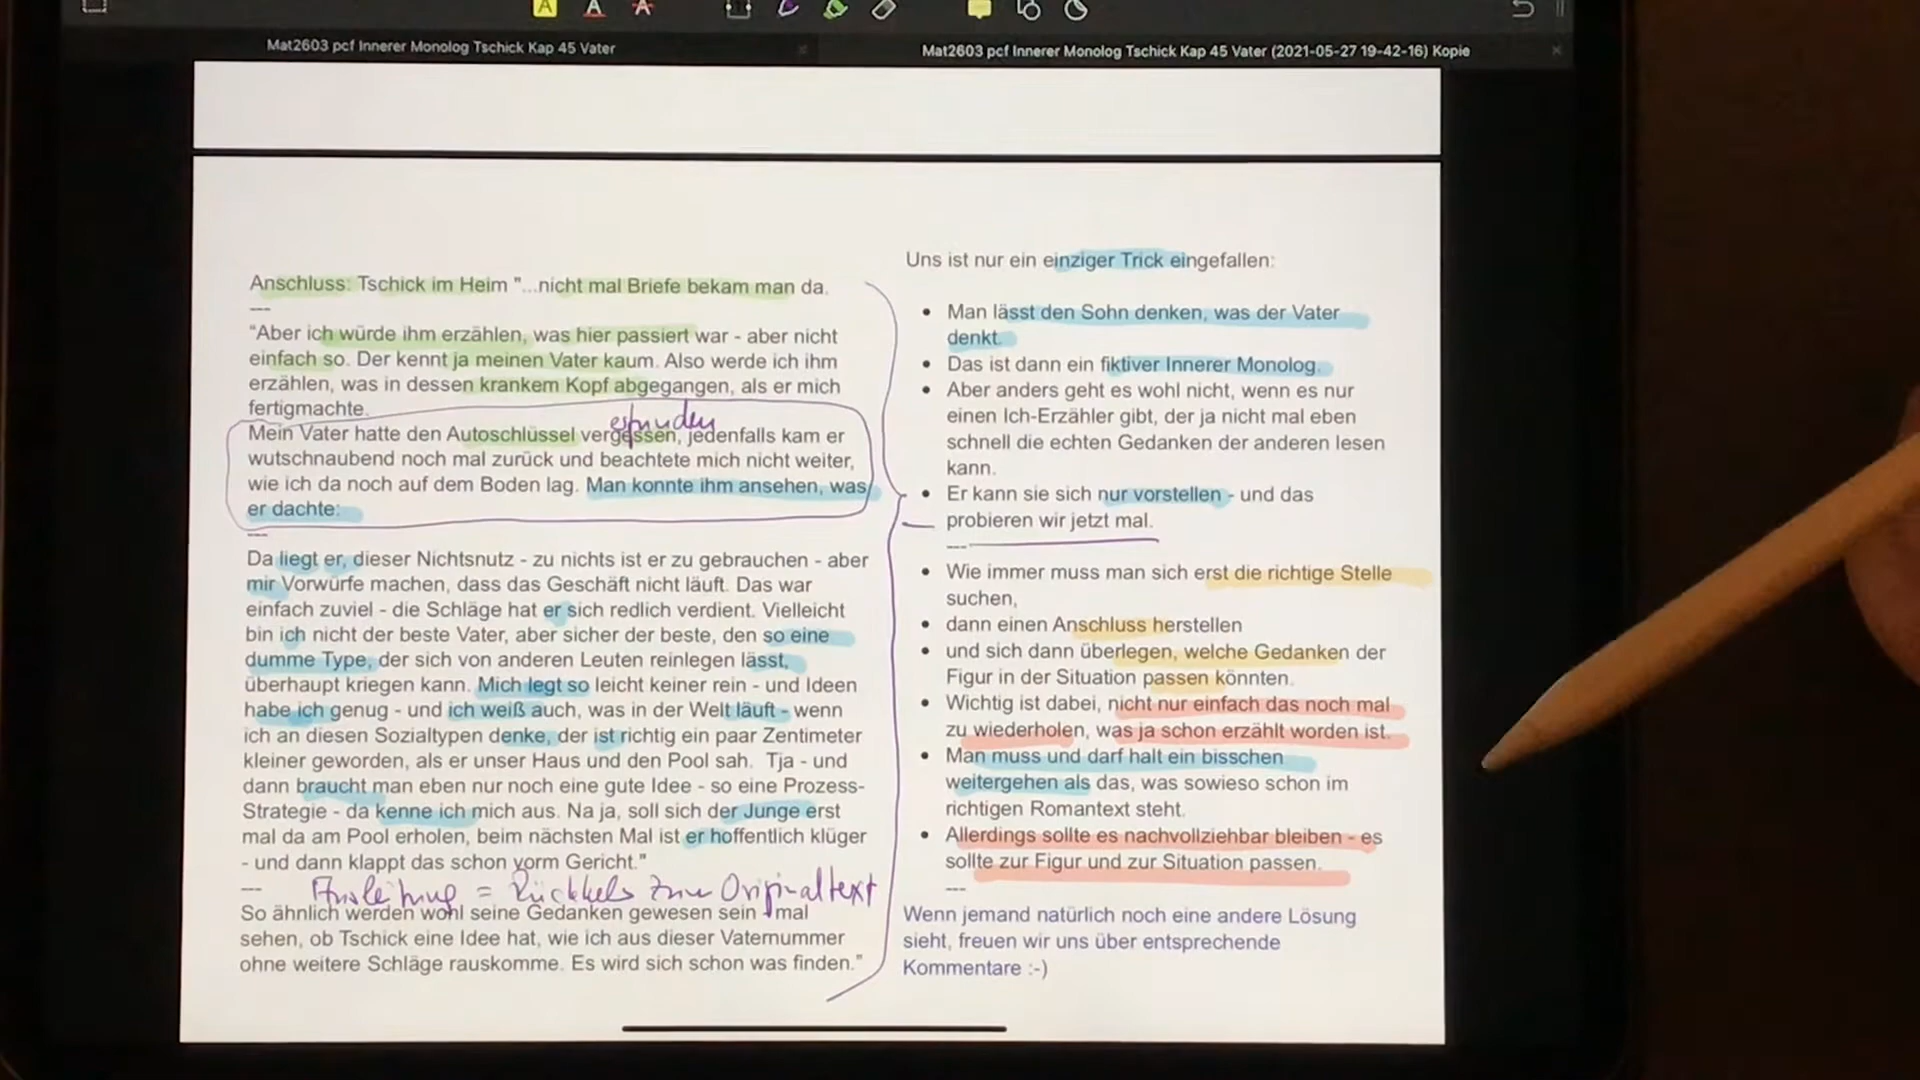 Mat2603 pcf Innerer Monolog Tschick Kap 45 Vater
Mat2603 pcf Innerer Monolog Tschick Kap 45 Vater (2021-05-27 19-42-16) Kopie
Anschluss: Tschick im Heim "...nicht mal Briefe bekam man da.
---
"Aber ich würde ihm erzählen, was hier passiert war - aber nicht
einfach so. Der kennt ja meinen Vater kaum. Also werde ich ihm
erzählen, was in dessen krankem Kopf abgegangen, als er mich
fertigmachte.
erfunden
Mein Vater hatte den Autoschlüssel vergessen, jedenfalls kam er
wutschnaubend noch mal zurück und beachtete mich nicht weiter,
wie ich da noch auf dem Boden lag. Man konnte ihm ansehen, was
er dachte:
---
Da liegt er, dieser Nichtsnutz - zu nichts ist er zu gebrauchen - aber
mir Vorwürfe machen, dass das Geschäft nicht läuft. Das war
einfach zuviel - die Schläge hat er sich redlich verdient. Vielleicht
bin ich nicht der beste Vater, aber sicher der beste, den so eine
dumme Type, der sich von anderen Leuten reinlegen lässt,
überhaupt kriegen kann. Mich legt so leicht keiner rein - und Ideen
habe ich genug - und ich weiß auch, was in der Welt läuft - wenn
ich an diesen Sozialtypen denke, der ist richtig ein paar Zentimeter
kleiner geworden, als er unser Haus und den Pool sah. Tja - und
dann braucht man eben nur noch eine gute Idee - so eine Prozess-
Strategie - da kenne ich mich aus. Na ja, soll sich der Junge erst
mal da am Pool erholen, beim nächsten Mal ist er hoffentlich klüger
- und dann klappt das schon vorm Gericht."
---
Ausleitung = Rückkehr zum Originaltext
So ähnlich werden wohl seine Gedanken gewesen sein - mal
sehen, ob Tschick eine Idee hat, wie ich aus dieser Vaternummer
ohne weitere Schläge rauskomme. Es wird sich schon was finden."
Uns ist nur ein einziger Trick eingefallen:
• Man lässt den Sohn denken, was der Vater
denkt.
• Das ist dann ein fiktiver Innerer Monolog.
• Aber anders geht es wohl nicht, wenn es nur
einen Ich-Erzähler gibt, der ja nicht mal eben
schnell die echten Gedanken der anderen lesen
kann.
• Er kann sie sich nur vorstellen - und das
probieren wir jetzt mal.
---
• Wie immer muss man sich erst die richtige Stelle
suchen,
• dann einen Anschluss herstellen
• und sich dann überlegen, welche Gedanken der
Figur in der Situation passen könnten.
• Wichtig ist dabei, nicht nur einfach das noch mal
zu wiederholen, was ja schon erzählt worden ist.
• Man muss und darf halt ein bisschen
weitergehen als das, was sowieso schon im
richtigen Romantext steht.
• Allerdings sollte es nachvollziehbar bleiben - es
sollte zur Figur und zur Situation passen.
---
Wenn jemand natürlich noch eine andere Lösung
sieht, freuen wir uns über entsprechende
Kommentare :-)